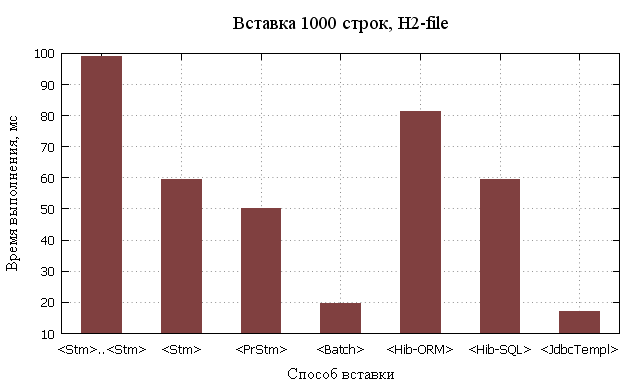 Вставка 1000 строк, H2-file
Время выполнения, мс
100
90
80
70
60
50
40
30
20
10
<Stm>..<Stm> <Stm> <PrStm> <Batch> <Hib-ORM> <Hib-SQL> <JdbcTempl>
Способ вставки